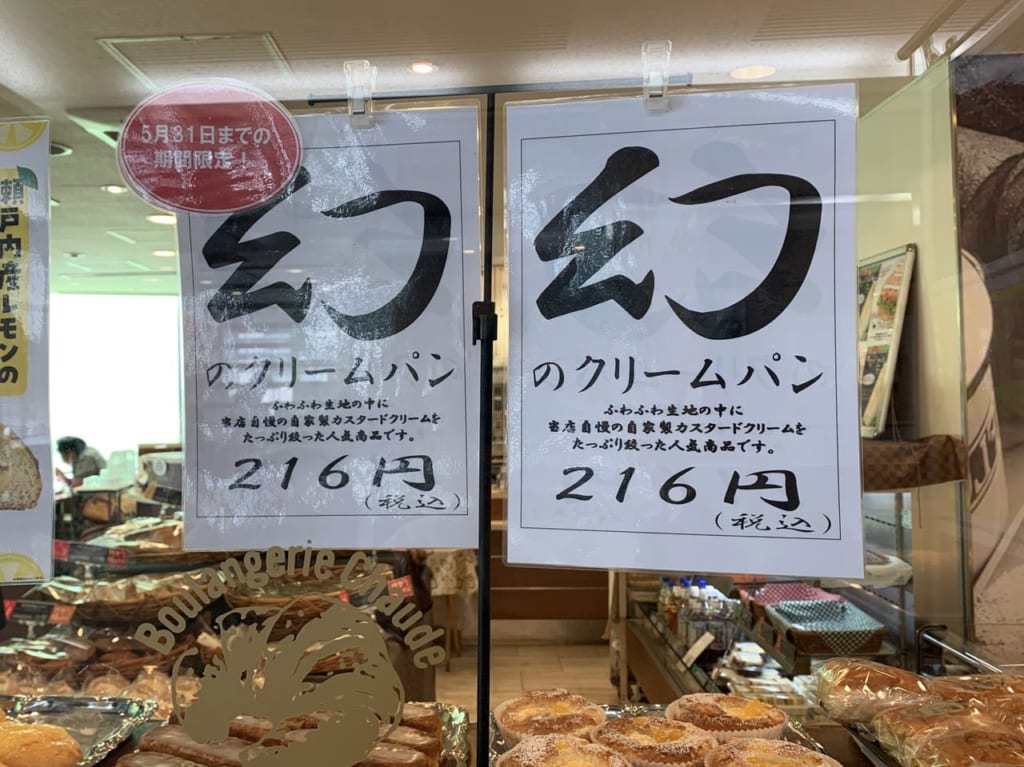 瀬戸内産レモンの
5月31日までの
期間限定！
幻
のクリームパン
ふわふわ生地の中に
当店自慢の自家製カスタードクリームを
たっぷり絞った人気商品です。
216円
（税込）
幻
のクリームパン
ふわふわ生地の中に
当店自慢の自家製カスタードクリームを
たっぷり絞った人気商品です。
216円
（税込）
Boulangerie Chaude